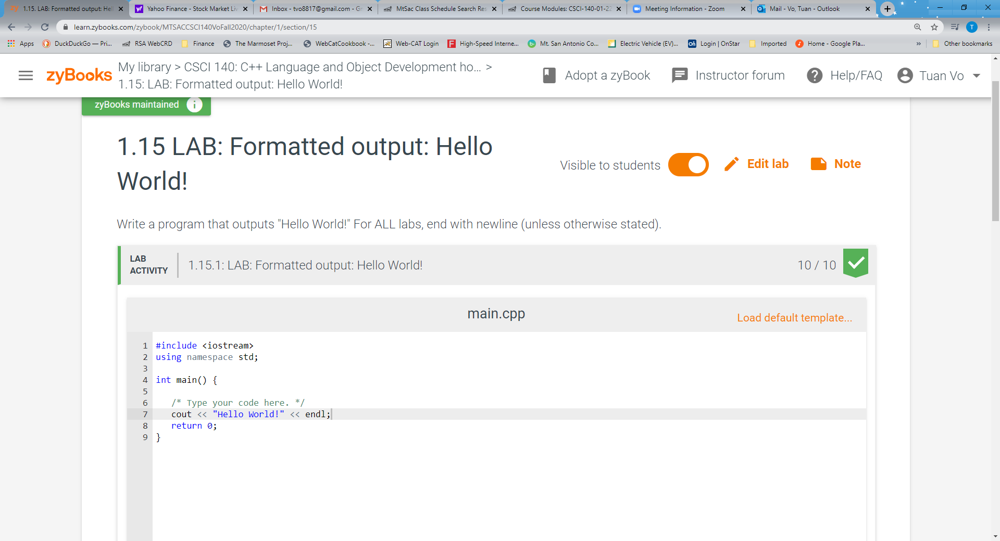 1.15. LAB: Formatted output: Hel
Yahoo Finance - Stock Market Liv
Inbox - tvo8817@gmail.com - Gm
MtSac Class Schedule Search Res
Course Modules: CSCI-140-01-22
Meeting Information - Zoom
Mail - Vo, Tuan - Outlook
learn.zybooks.com/zybook/MTSACCSCI140VoFall2020/chapter/1/section/15
T
Apps
DuckDuckGo — Pri...
RSA WebCRD
Finance
The Marmoset Proj...
WebCatCookbook -...
Web-CAT Login
High-Speed Interne...
Mt. San Antonio Co...
Electric Vehicle (EV)...
Login | OnStar
Imported
Home - Google Pla...
»
Other bookmarks
zyBooks
My library > CSCI 140: C++ Language and Object Development ho... >
1.15: LAB: Formatted output: Hello World!
Adopt a zyBook
Instructor forum
Help/FAQ
Tuan Vo
zyBooks maintained
1.15 LAB: Formatted output: Hello
World!
Visible to students
Edit lab
Note
Write a program that outputs "Hello World!" For ALL labs, end with newline (unless otherwise stated).
LAB
ACTIVITY
1.15.1: LAB: Formatted output: Hello World!
10 / 10
main.cpp
Load default template...
1 #include <iostream>
2 using namespace std;
3
4 int main() {
5
6 /* Type your code here. */
7 cout << "Hello World!" << endl;
8 return 0;
9 }